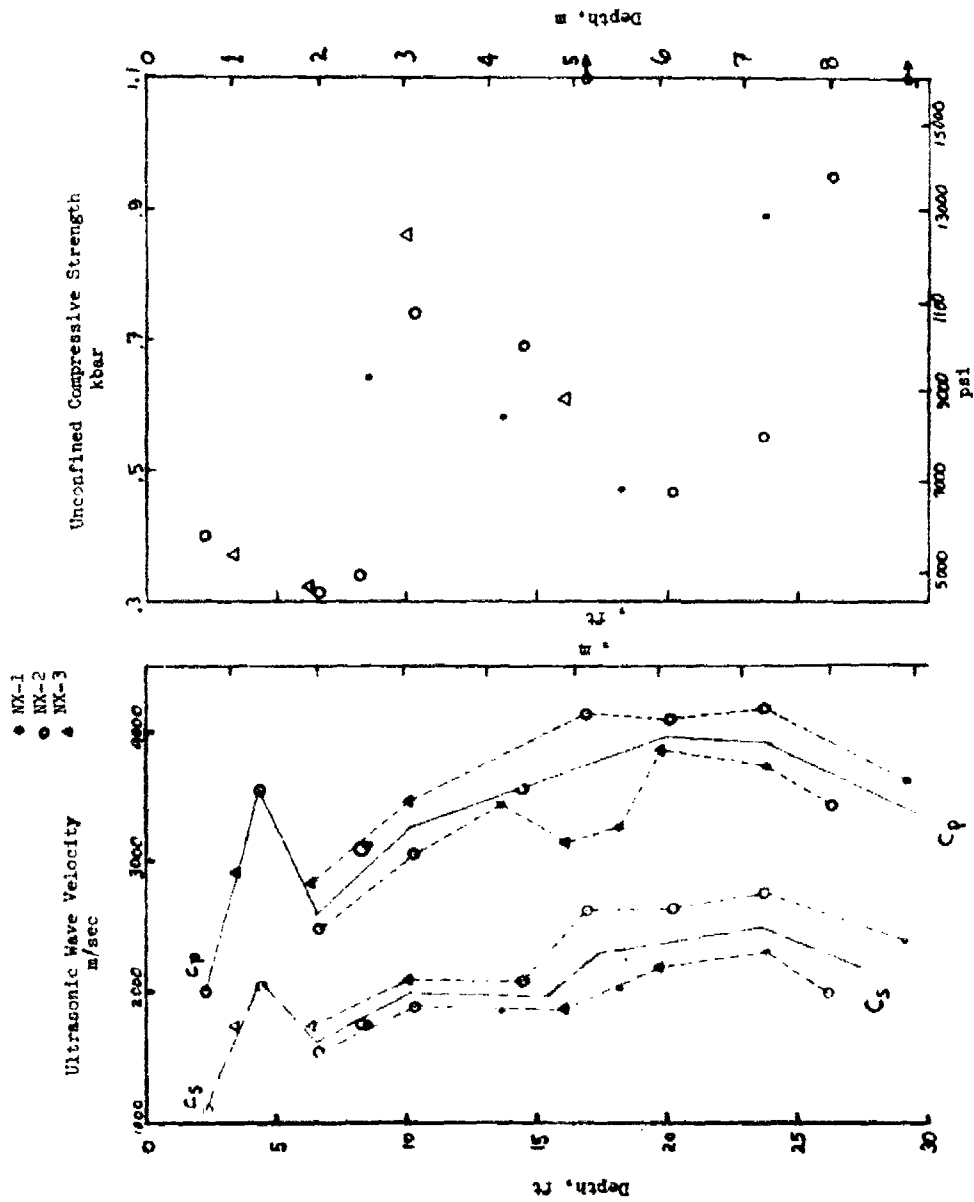 ● NX-1
○ NX-2
▲ NX-3
Ultrasonic Wave Velocity
m/sec
1000
2000
3000
4000
0
5
10
15
20
25
30
Depth, ft
Cs
Cp
Cs
Cp
, m
Unconfined Compressive Strength
kbar
.3
.5
.7
.9
1.1
, ft
5000
7000
9000
1100
13000
15000
psi
0
1
2
3
4
5
6
7
8
Depth, m